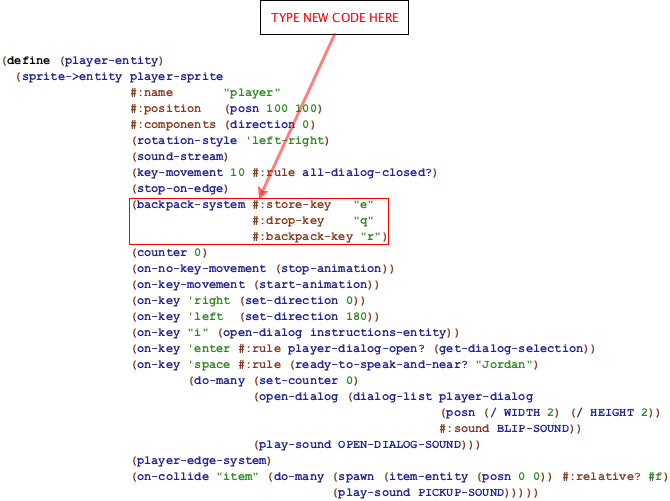 TYPE NEW CODE HERE
(define (player-entity)
  (sprite->entity player-sprite
                  #:name       "player"
                  #:position   (posn 100 100)
                  #:components (direction 0)
                  (rotation-style 'left-right)
                  (sound-stream)
                  (key-movement 10 #:rule all-dialog-closed?)
                  (stop-on-edge)
                  (backpack-system #:store-key    "e"
                                   #:drop-key     "q"
                                   #:backpack-key "r")
                  (counter 0)
                  (on-no-key-movement (stop-animation))
                  (on-key-movement (start-animation))
                  (on-key 'right (set-direction 0))
                  (on-key 'left  (set-direction 180))
                  (on-key "i" (open-dialog instructions-entity))
                  (on-key 'enter #:rule player-dialog-open? (get-dialog-selection))
                  (on-key 'space #:rule (ready-to-speak-and-near? "Jordan")
                          (do-many (set-counter 0)
                                   (open-dialog (dialog-list player-dialog
                                                             (posn (/ WIDTH 2) (/ HEIGHT 2))
                                                             #:sound BLIP-SOUND))
                                   (play-sound OPEN-DIALOG-SOUND)))
                  (player-edge-system)
                  (on-collide "item" (do-many (spawn (item-entity (posn 0 0)) #:relative? #f)
                                              (play-sound PICKUP-SOUND)))))